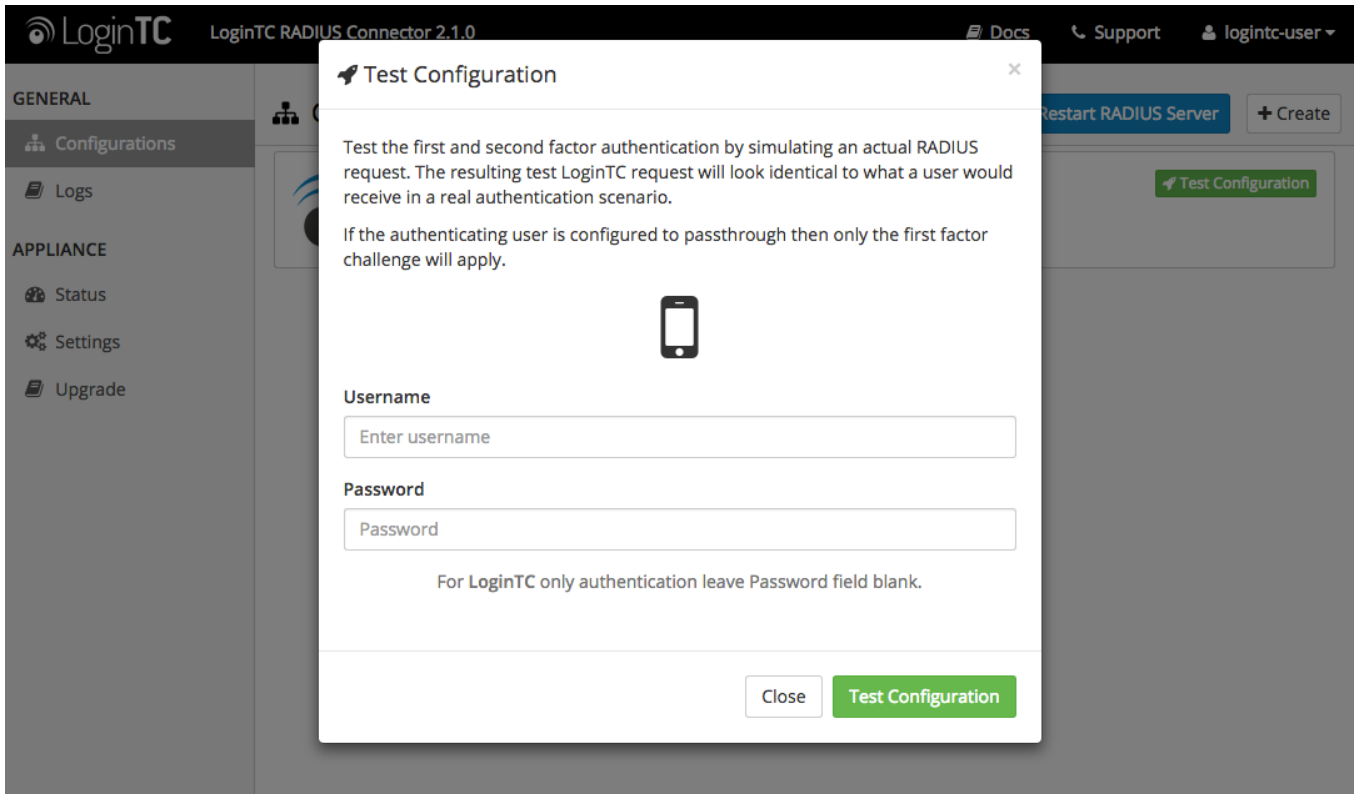 LoginTC LoginTC RADIUS Connector 2.1.0 Docs Support logintc-user
GENERAL
Configurations
Logs
APPLIANCE
Status
Settings
Upgrade
Restart RADIUS Server Create
Test Configuration
Test Configuration ×
Test the first and second factor authentication by simulating an actual RADIUS
request. The resulting test LoginTC request will look identical to what a user would
receive in a real authentication scenario.
If the authenticating user is configured to passthrough then only the first factor
challenge will apply.
Username
Enter username
Password
Password
For LoginTC only authentication leave Password field blank.
Close Test Configuration